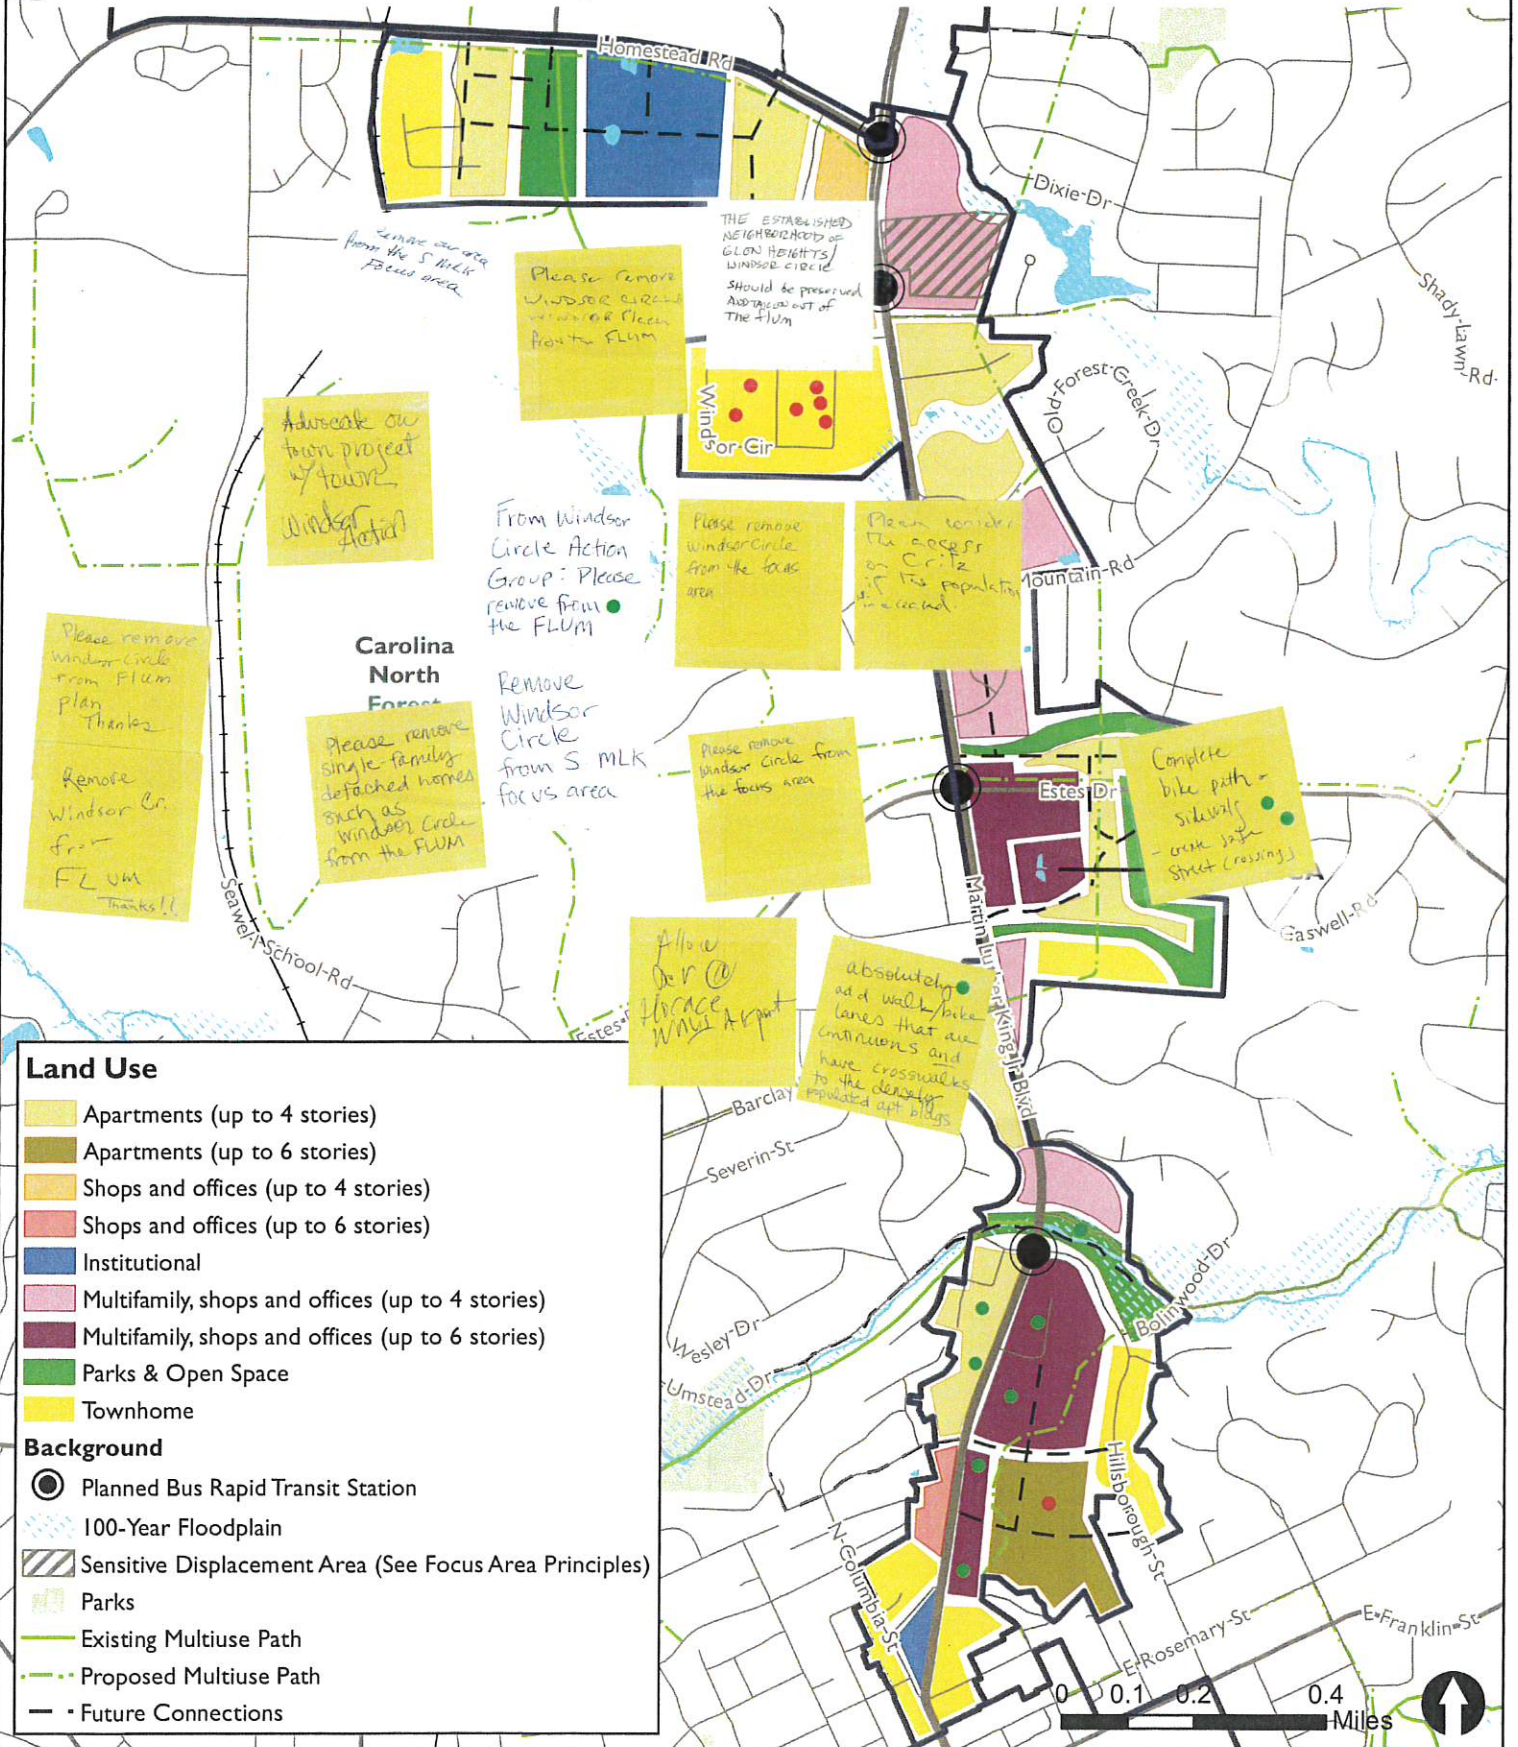 Homestead Rd
Dixie-Dr
Shady-Lawn-Rd
Old-Forest-Creek-Dr
Remove our area
from the S MLK
Focus area
Please remove
WINDSOR CIRCLE
WINDSOR Place
from the FLUM
THE ESTABLISHED
NEIGHBORHOOD OF
GLEN HEIGHTS/
WINDSOR CIRCLE
Should be preserved
AND TAKEN OUT of
The flum
Windsor-Cir
Advocate on
town project
w/ town
Windsor
Action
From Windsor
Circle Action
Group: Please
remove from
the FLUM
Please remove
Windsor Circle
from the focus
area
Please consider
the access
on
if the population
increased.
Mountain-Rd
Please remove
Windsor Circle
From Flum
plan
Thanks
Remove
Windsor Cr.
from
FLUM
Thanks!!
Carolina
North
Forest
Please remove
single-family
detached homes
such as
Windsor Circle
from the FLUM
Remove
Windsor
Circle
from S MLK
focus area
Please remove
Windsor Circle from
the focus area
Estes Dr
Complete
bike path -
sidewalk
- create safe
street crossings
Caswell-Rd
Seawell-School-Rd
Martin Luther King Jr Blvd
Allow
@
Horace
Wms Airport
absolutely
add walk/bike
lanes that are
continuous and
have crosswalks
to the densely
populated apt bldgs
Estes
Barclay
Severin-St
Wesley-Dr
Umstead-Dr
Bolinwood-Dr
Hillsborough-St
N-Columbia-St
E-Rosemary-St
E-Franklin-St
Land Use
Apartments (up to 4 stories)
Apartments (up to 6 stories)
Shops and offices (up to 4 stories)
Shops and offices (up to 6 stories)
Institutional
Multifamily, shops and offices (up to 4 stories)
Multifamily, shops and offices (up to 6 stories)
Parks & Open Space
Townhome
Background
Planned Bus Rapid Transit Station
100-Year Floodplain
Sensitive Displacement Area (See Focus Area Principles)
Parks
Existing Multiuse Path
Proposed Multiuse Path
Future Connections
0 0.1 0.2 0.4
Miles